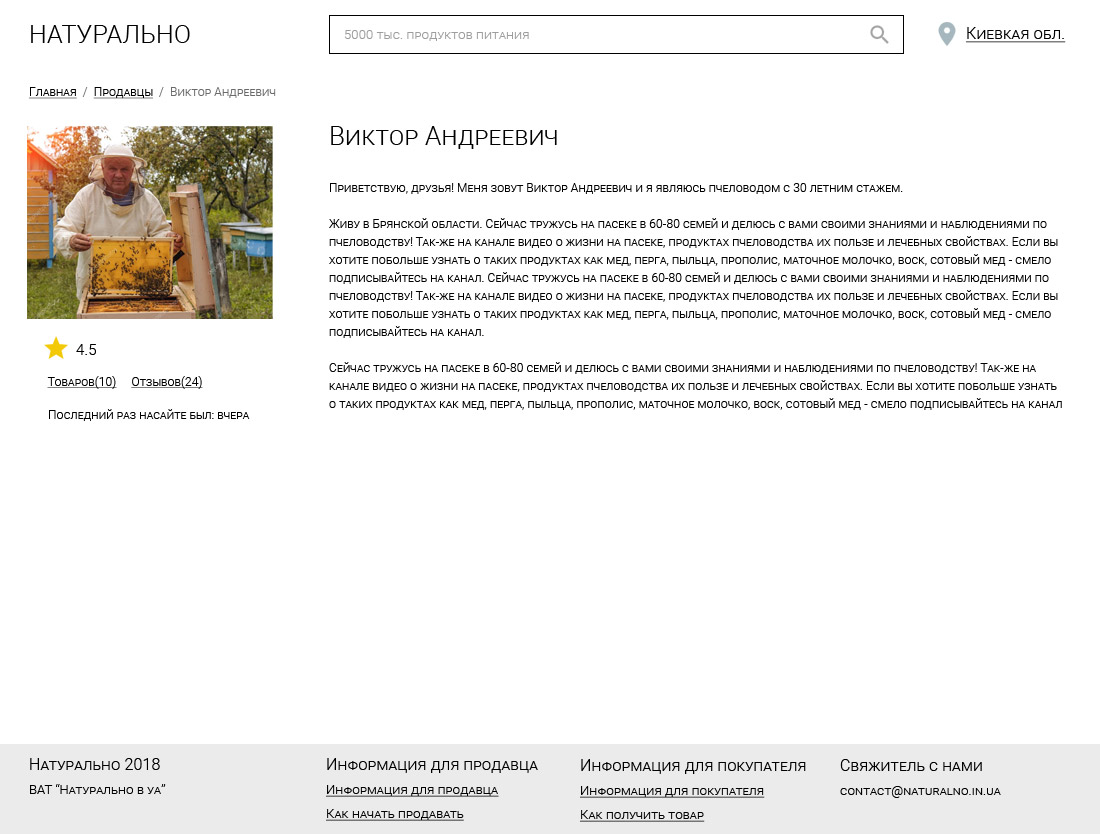 НАТУРАЛЬНО
5000 тыс. продуктов питания
Киевкая обл.
Главная / Продавцы / Виктор Андреевич
Виктор Андреевич
Приветствую, друзья! Меня зовут Виктор Андреевич и я являюсь пчеловодом с 30 летним стажем.
Живу в Брянской области. Сейчас тружусь на пасеке в 60-80 семей и делюсь с вами своими знаниями и наблюдениями по
пчеловодству! Так-же на канале видео о жизни на пасеке, продуктах пчеловодства их пользе и лечебных свойствах. Если вы
хотите побольше узнать о таких продуктах как мед, перга, пыльца, прополис, маточное молочко, воск, сотовый мед - смело
подписывайтесь на канал. Сейчас тружусь на пасеке в 60-80 семей и делюсь с вами своими знаниями и наблюдениями по
пчеловодству! Так-же на канале видео о жизни на пасеке, продуктах пчеловодства их пользе и лечебных свойствах. Если вы
хотите побольше узнать о таких продуктах как мед, перга, пыльца, прополис, маточное молочко, воск, сотовый мед - смело
подписывайтесь на канал.
Сейчас тружусь на пасеке в 60-80 семей и делюсь с вами своими знаниями и наблюдениями по пчеловодству! Так-же на
канале видео о жизни на пасеке, продуктах пчеловодства их пользе и лечебных свойствах. Если вы хотите побольше узнать
о таких продуктах как мед, перга, пыльца, прополис, маточное молочко, воск, сотовый мед - смело подписывайтесь на канал
4.5
Товаров(10) Отзывов(24)
Последний раз насайте был: вчера
Натурально 2018
ВАТ “Натурально в уа”
Информация для продавца
Информация для продавца
Как начать продавать
Информация для покупателя
Информация для покупателя
Как получить товар
Свяжитель с нами
contact@naturalno.in.ua